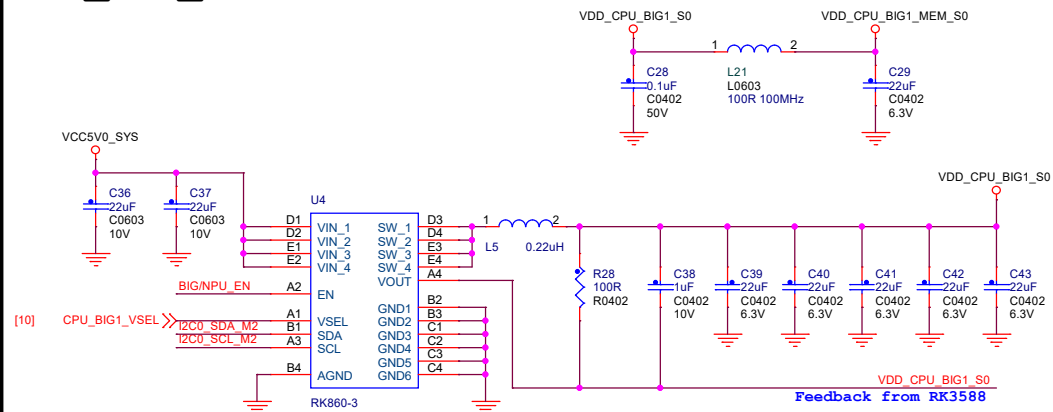 VDD_CPU_BIG1_S0
VDD_CPU_BIG1_MEM_S0
1
2
C28
0.1uF
C0402
50V
L21
L0603
100R 100MHz
C29
22uF
C0402
6.3V
VCC5V0_SYS
VDD_CPU_BIG1_S0
C36
22uF
C0603
10V
C37
22uF
C0603
10V
U4
D1 VIN_1 SW_1 D3
D2 VIN_2 SW_2 D4
E1 VIN_3 SW_3 E3
E2 VIN_4 SW_4 E4
VOUT A4
BIG/NPU_EN A2 EN
GND1 B2
[10] CPU_BIG1_VSEL A1 VSEL GND2 B3
I2C0_SDA_M2 B1 SDA GND3 C1
I2C0_SCL_M2 A3 SCL GND4 C2
GND5 C3
B4 AGND GND6 C4
RK860-3
1
2
L5 0.22uH
R28
100R
R0402
C38
1uF
C0402
10V
C39
22uF
C0402
6.3V
C40
22uF
C0402
6.3V
C41
22uF
C0402
6.3V
C42
22uF
C0402
6.3V
C43
22uF
C0402
6.3V
VDD_CPU_BIG1_S0
Feedback from RK3588